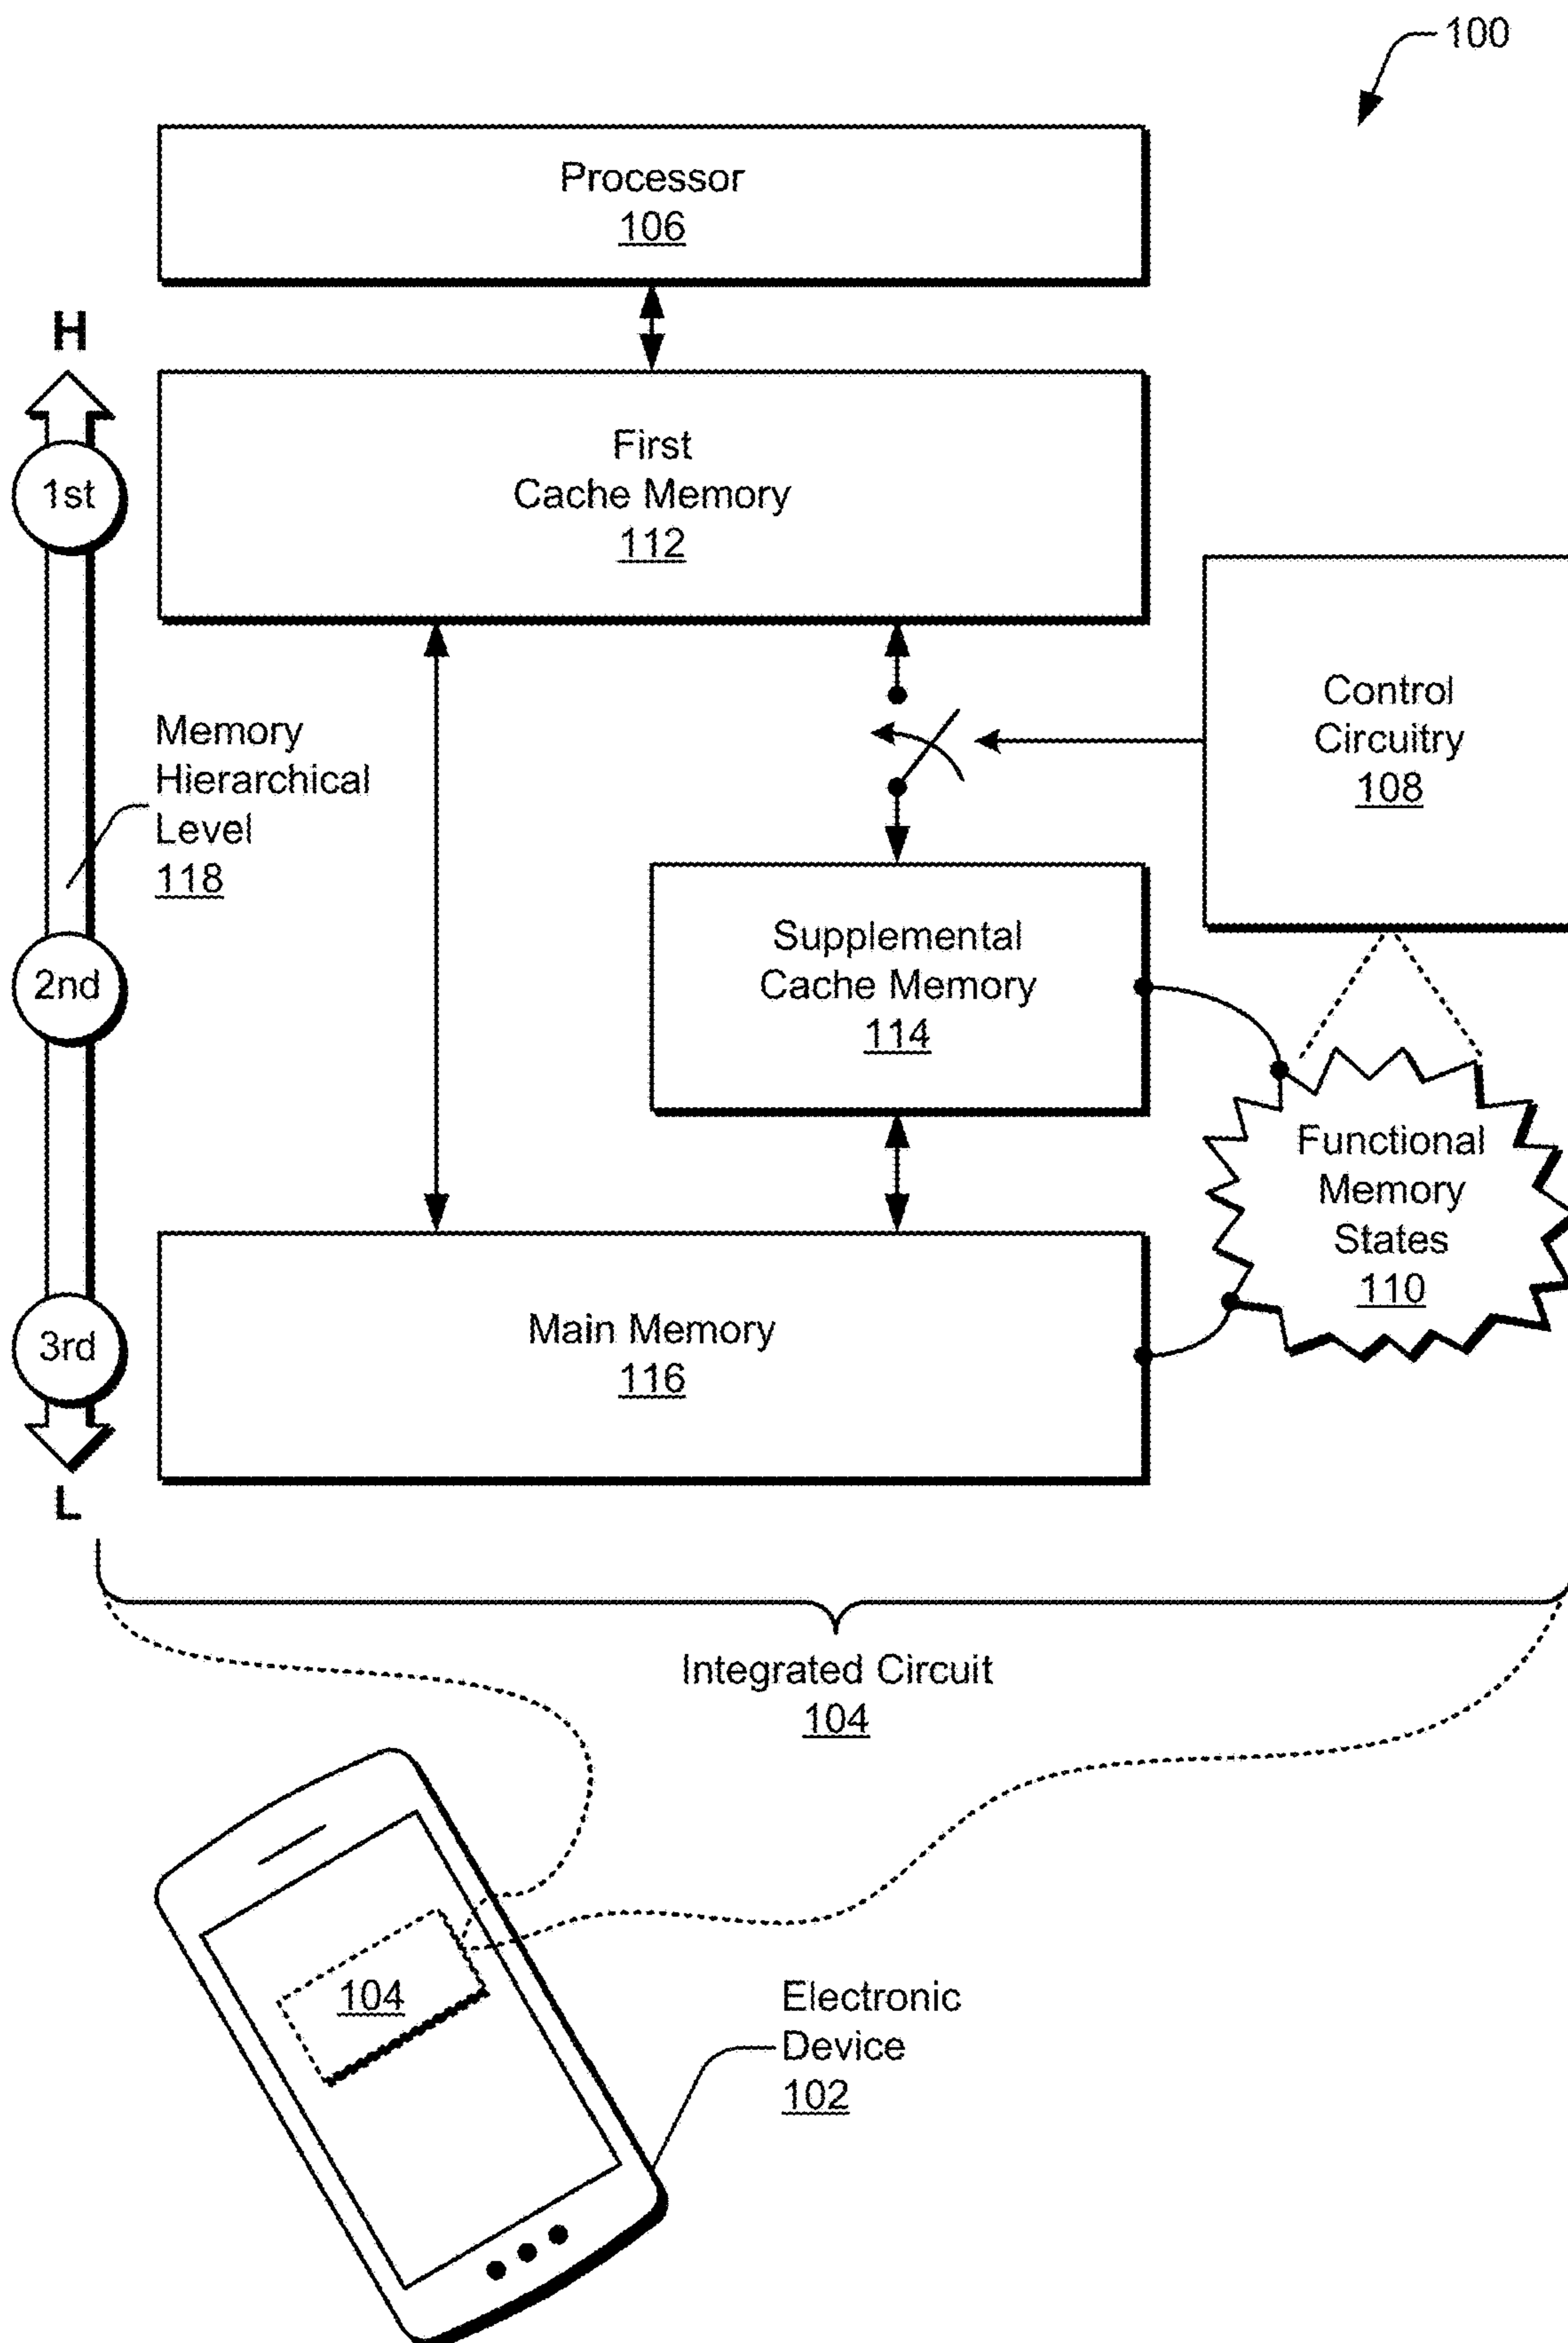 100
Processor
106
H
First
Cache Memory
112
1st
Control
Circuitry
108
Memory
Hierarchical
Level
118
Supplemental
Cache Memory
114
2nd
Functional
Memory
States
110
Main Memory
116
3rd
L
Integrated Circuit
104
104
Electronic
Device
102